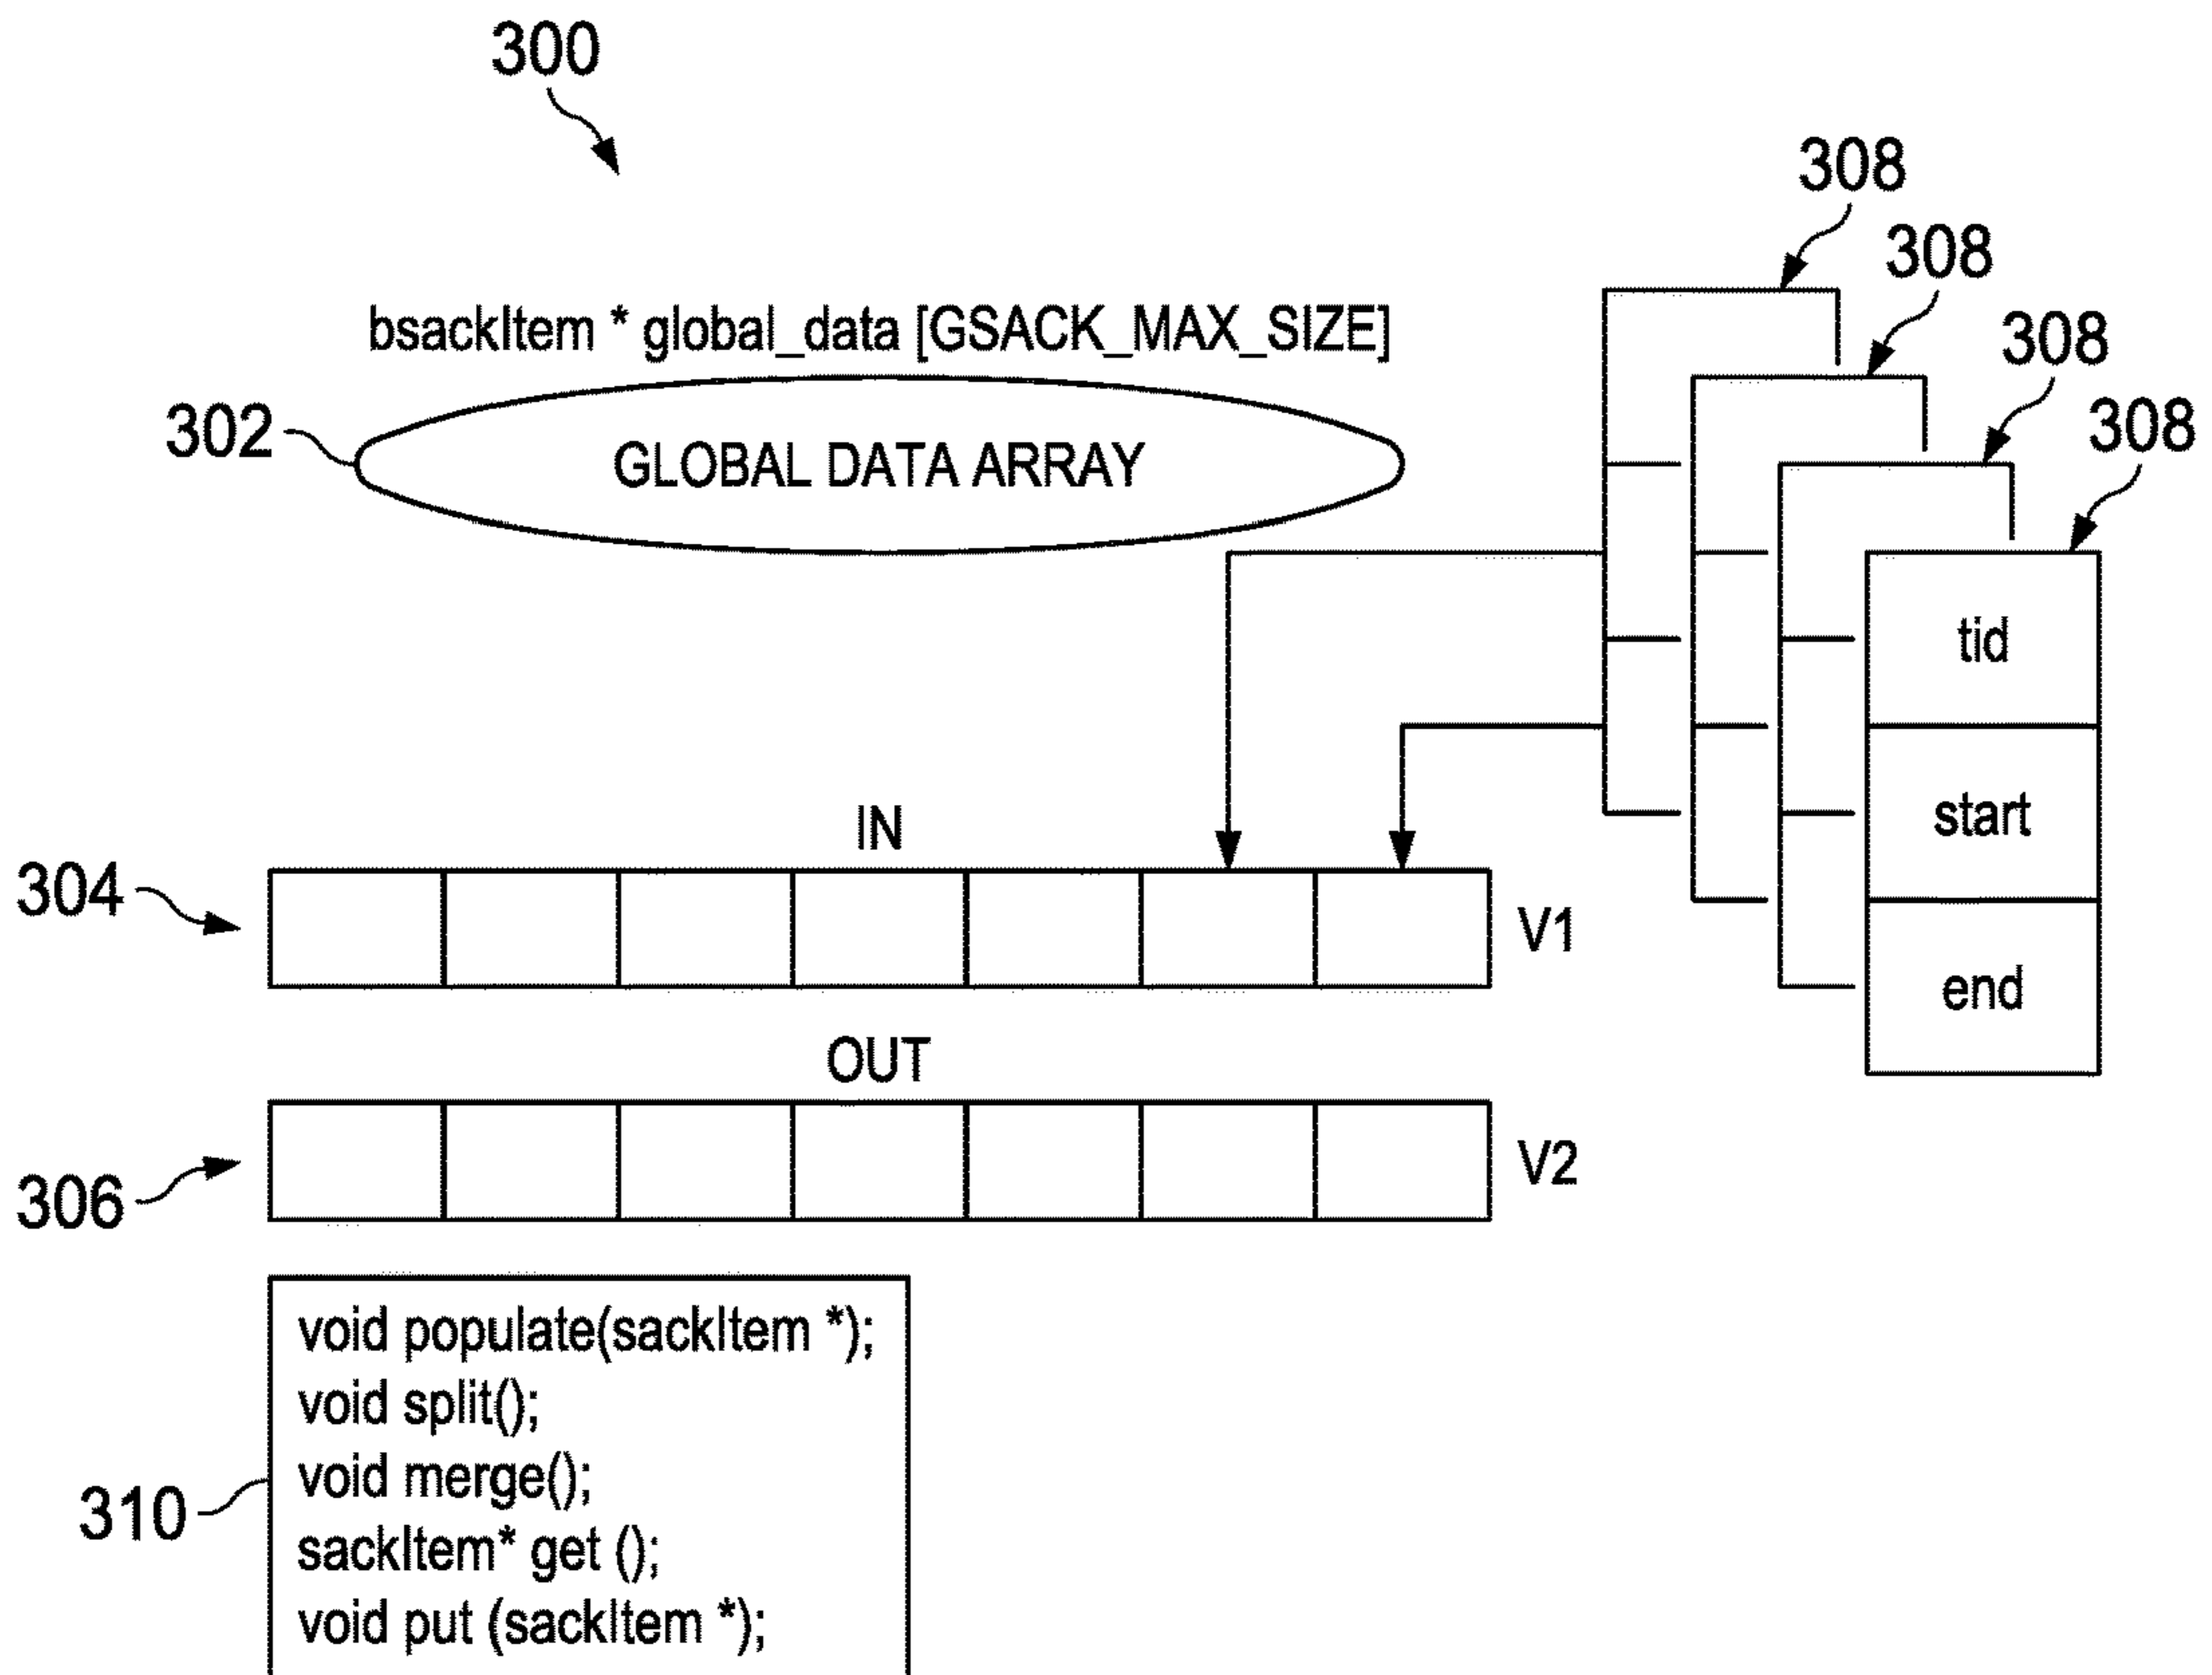 300
308
308
bsackItem * global_data [GSACK_MAX_SIZE]
308
302
GLOBAL DATA ARRAY
308
tid
start
end
IN
304
V1
OUT
306
V2
310
void populate(sackItem *);
void split();
void merge();
sackItem* get ();
void put (sackItem *);